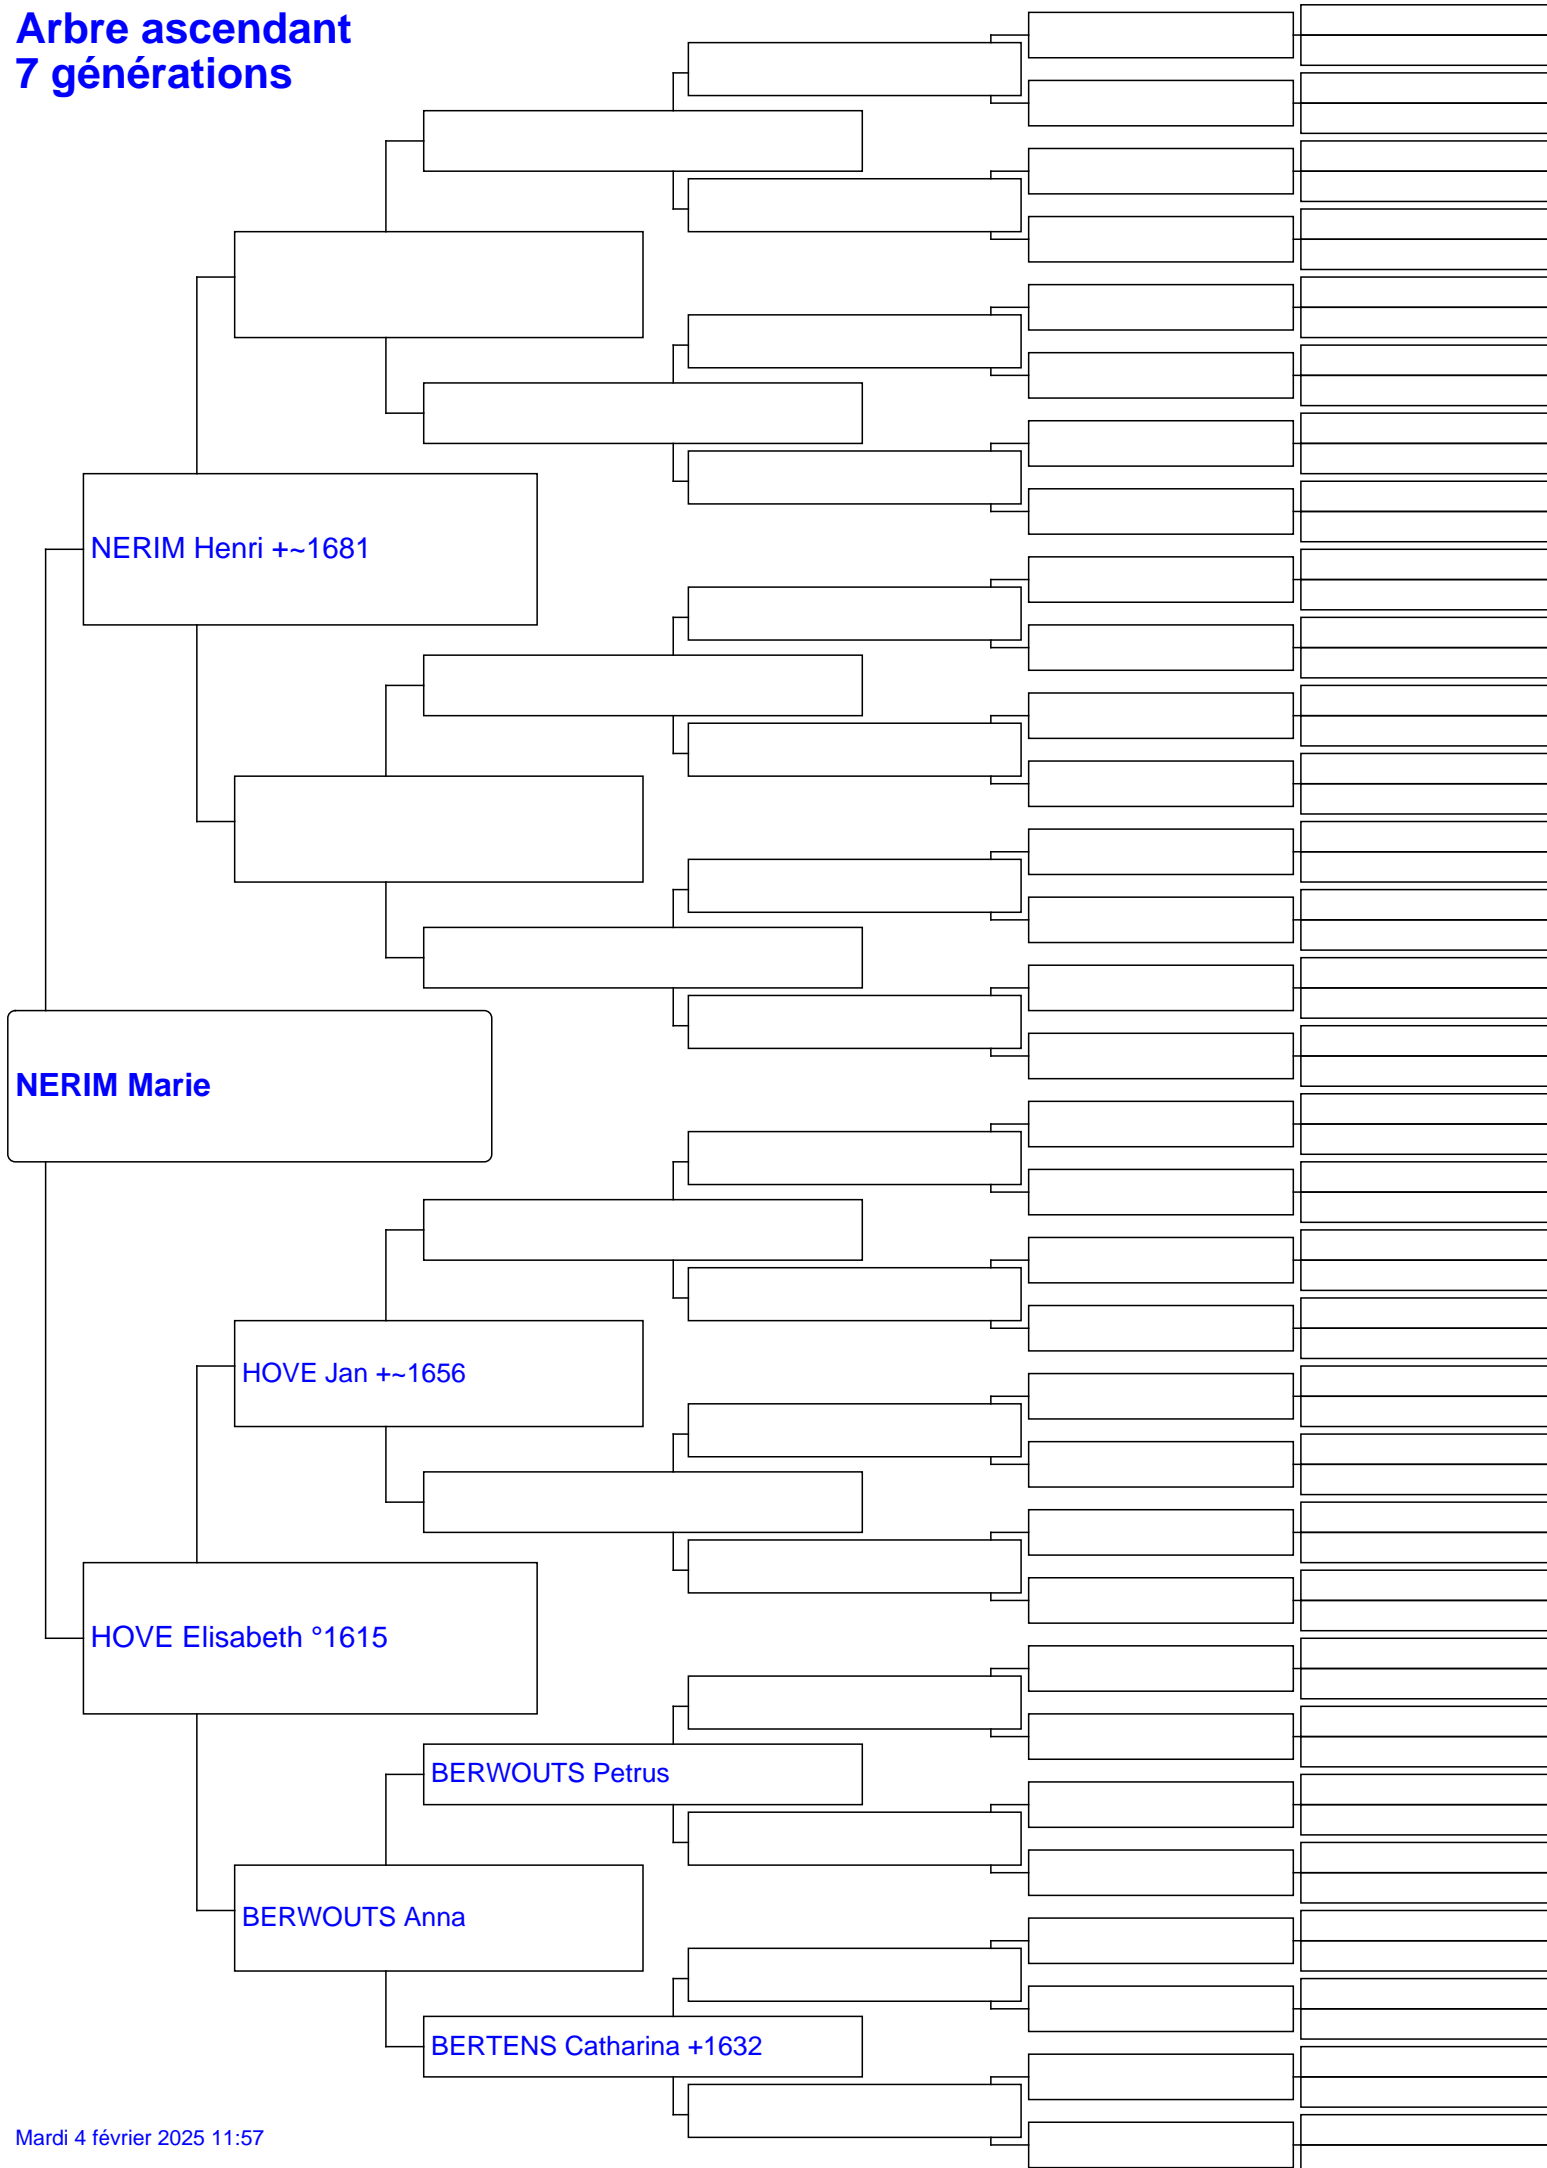 Arbre ascendant
7 générations
NERIM Henri +~1681
NERIM Marie
HOVE Jan +~1656
HOVE Elisabeth °1615
BERWOUTS Petrus
BERWOUTS Anna
BERTENS Catharina +1632
Mardi 4 février 2025 11:57